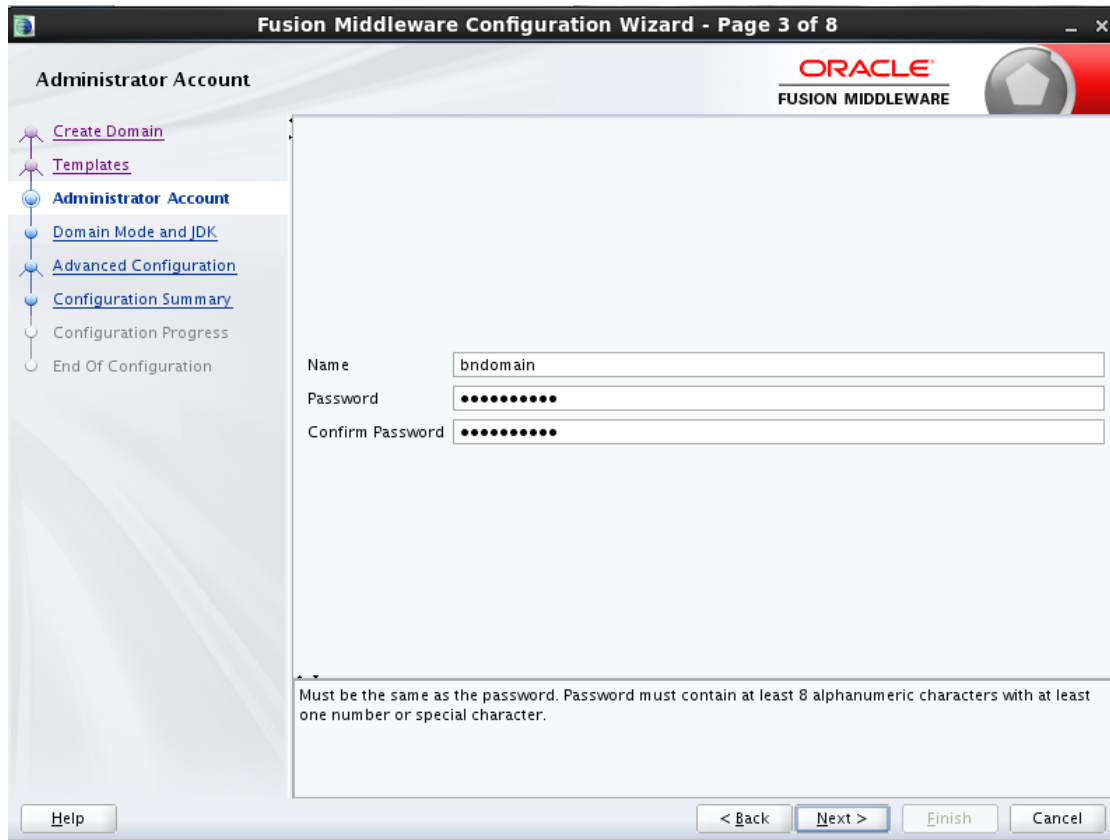 Fusion Middleware Configuration Wizard - Page 3 of 8
Administrator Account
ORACLE
FUSION MIDDLEWARE
Create Domain
Templates
Administrator Account
Domain Mode and JDK
Advanced Configuration
Configuration Summary
Configuration Progress
End Of Configuration
Name bndomain
Password ••••••••••
Confirm Password ••••••••••
Must be the same as the password. Password must contain at least 8 alphanumeric characters with at least
one number or special character.
Help < Back Next > Finish Cancel